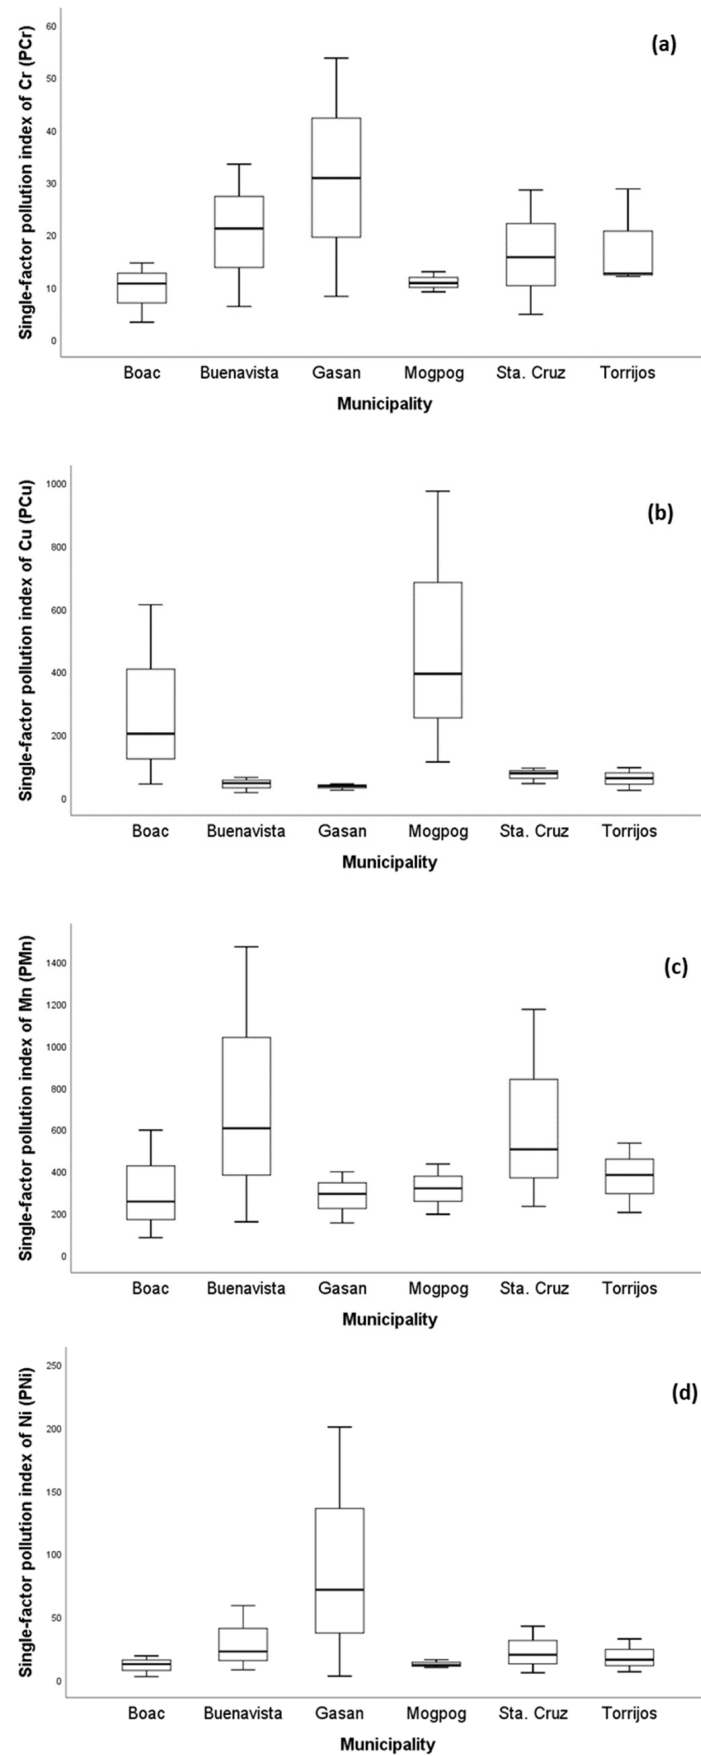 (a)
Single-factor pollution index of Cr (PCr)
60
50
40
30
20
10
0
Boac Buenavista Gasan Mogpog Sta. Cruz Torrijos
Municipality
(b)
Single-factor pollution index of Cu (PCu)
1000
800
600
400
200
0
Boac Buenavista Gasan Mogpog Sta. Cruz Torrijos
Municipality
(c)
Single-factor pollution index of Mn (PMn)
1400
1200
1000
800
600
400
200
0
Boac Buenavista Gasan Mogpog Sta. Cruz Torrijos
Municipality
(d)
Single-factor pollution index of Ni (PNi)
250
200
150
100
50
0
Boac Buenavista Gasan Mogpog Sta. Cruz Torrijos
Municipality